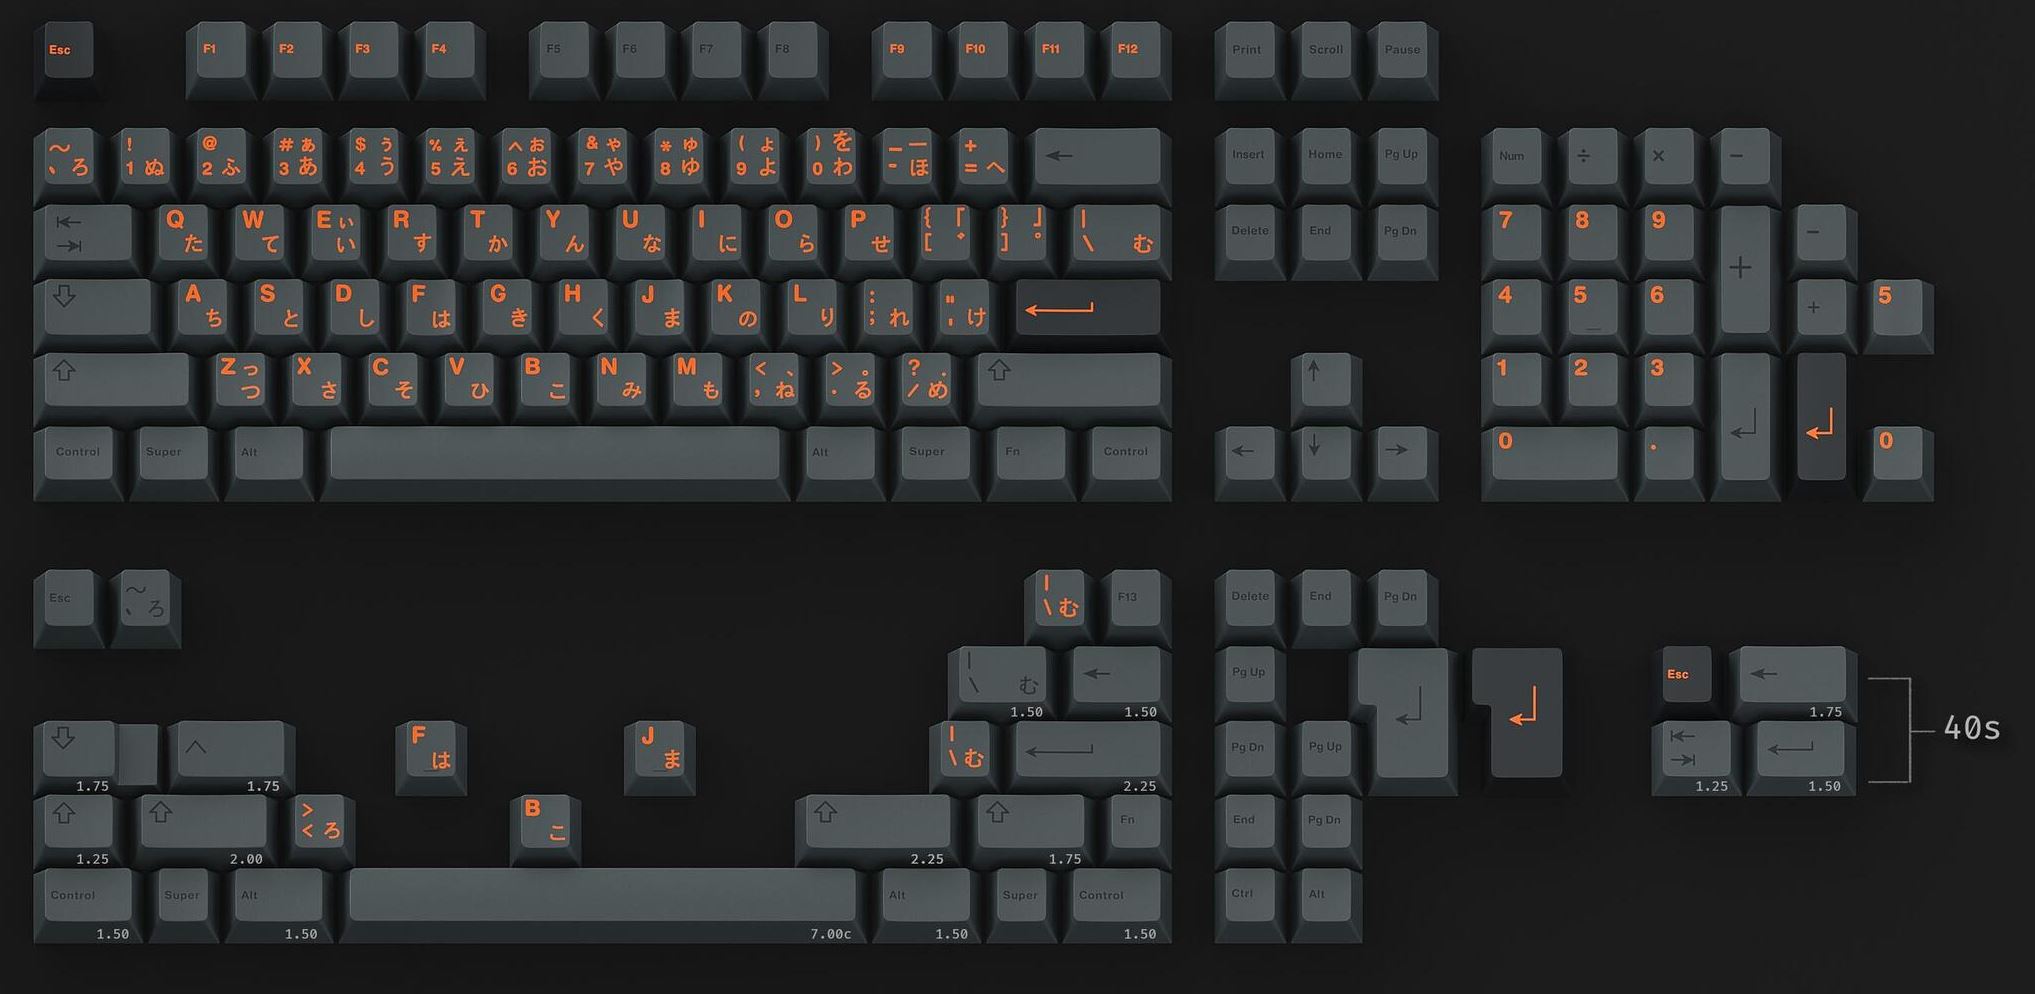 Esc F1 F2 F3 F4 F5 F6 F7 F8 F9 F10 F11 F12 Print Scroll Pause
~ ! @ # ぁ $ ぅ % ぇ ^ ぉ & ゃ * ゅ ( ょ ) を _ ー + ← Insert Home Pg Up Num ÷ × −
、 ろ 1 ぬ 2 ふ 3 あ 4 う 5 え 6 お 7 や 8 ゆ 9 よ 0 わ - ほ = へ
Q W E ぃ R T Y U I O P { 「 } 」 | Delete End Pg Dn 7 8 9 + −
た て い す か ん な に ら せ [ ゛ ] ゜ \ む
A S D F G H J K L : " 4 5 6 + 5
ち と し は き く ま の り ; れ ' け
Z っ X C V B N M < 、 > 。 ? ・ 1 2 3
つ さ そ ひ こ み も , ね . る / め
Control Super Alt Alt Super Fn Control ← ↓ → 0 . 0
Esc ~ | F13 Delete End Pg Dn
、 ろ \ む
| ← Pg Up Esc ←
\ む
1.50 1.50 1.75
F J | Pg Dn Pg Up 40s
は ま \ む
1.75 1.75 2.25 1.25 1.50
> B Fn End Pg Dn
< ろ こ
1.25 2.00 2.25 1.75
Control Super Alt Alt Super Control Ctrl Alt
1.50 1.50 7.00c 1.50 1.50